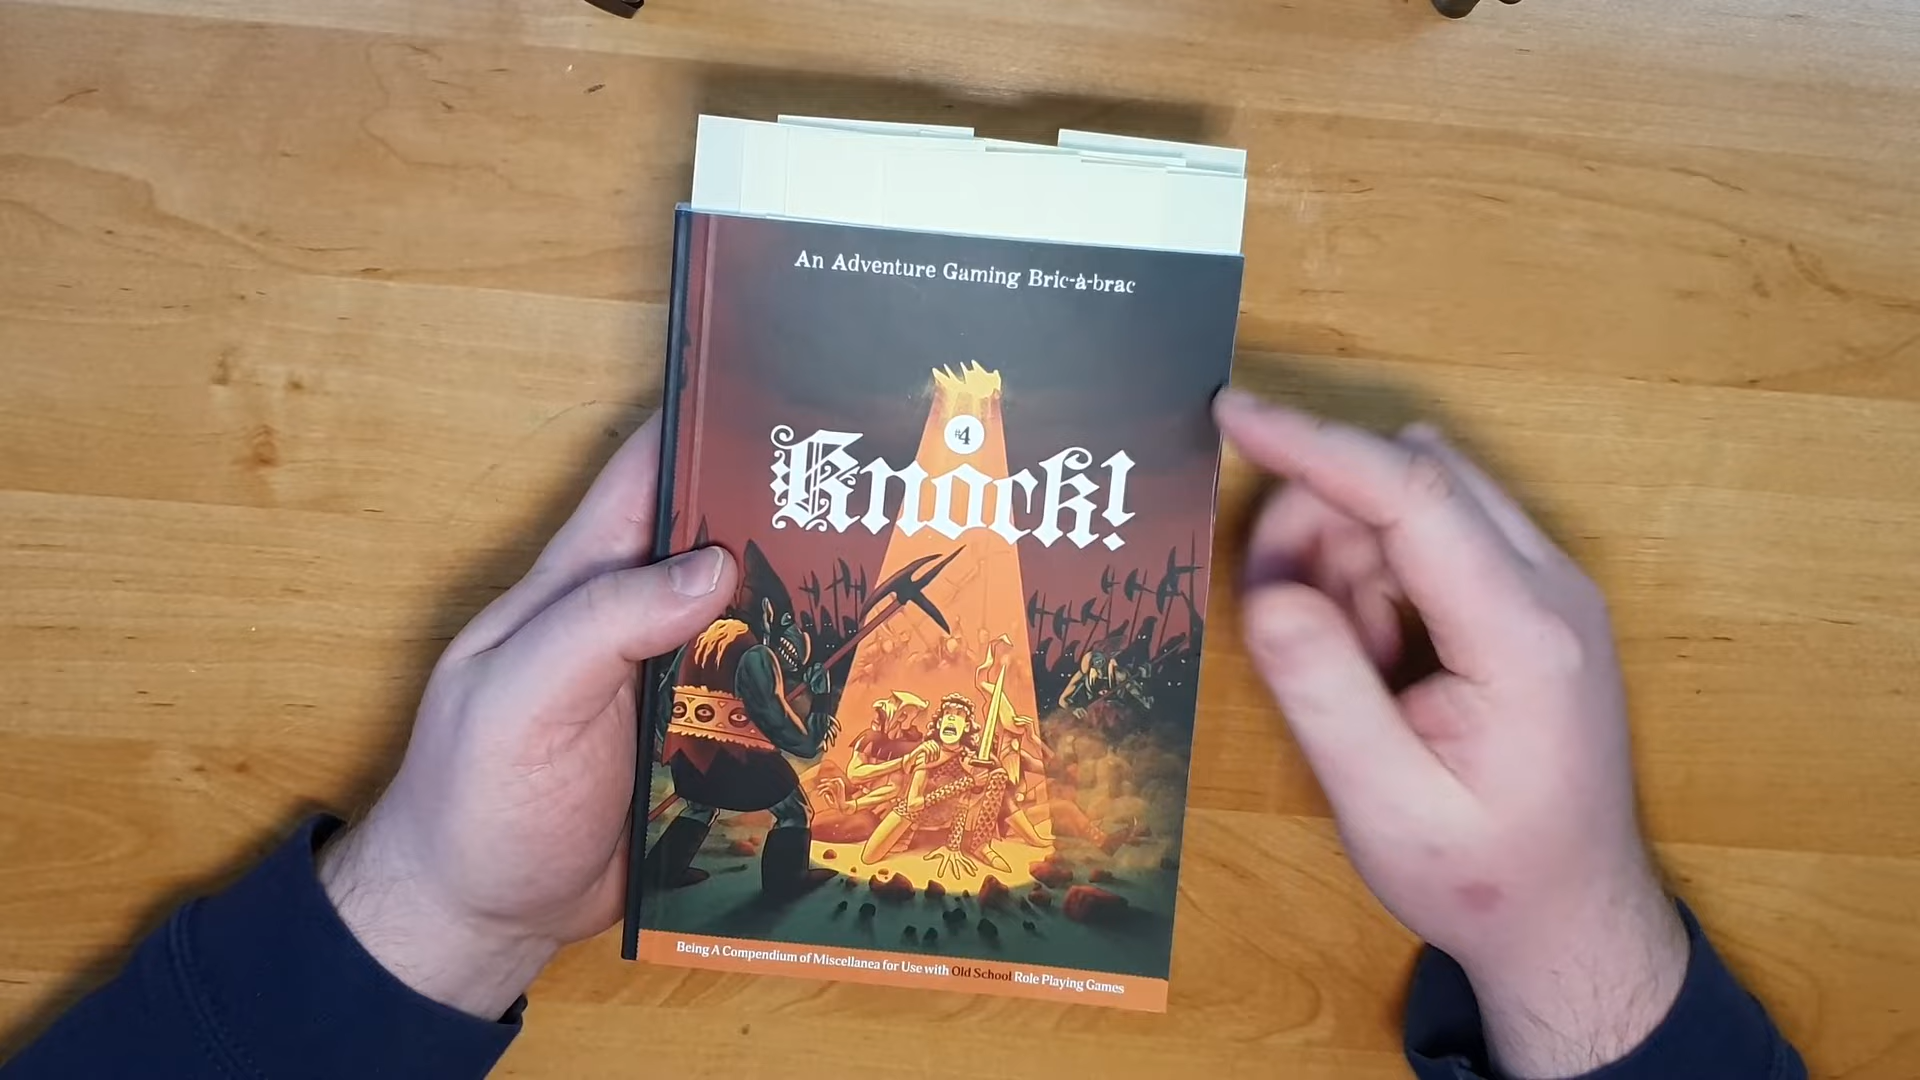 An Adventure Gaming Bric-à-brac
#4
Knock!
Being A Compendium of Miscellanea for Use with Old School Role Playing Games